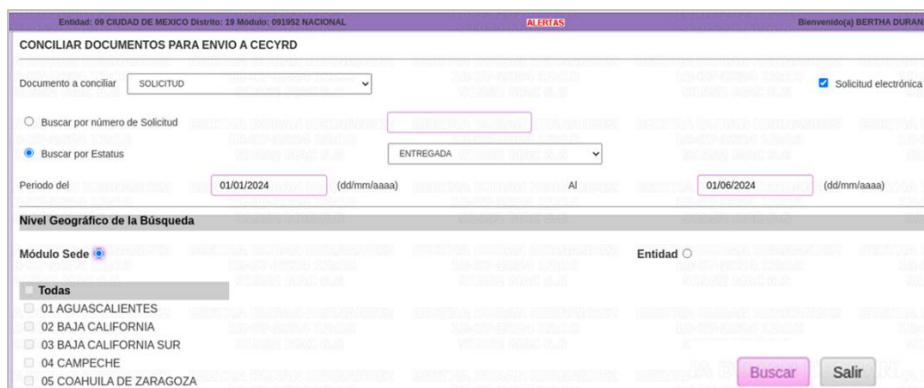 Entidad: 09 CIUDAD DE MEXICO Distrito: 19 Módulo: 091952 NACIONAL ALERTAS Bienvenido(a) BERTHA DURAN
CONCILIAR DOCUMENTOS PARA ENVIO A CECYRD
Documento a conciliar SOLICITUD Solicitud electrónica
Buscar por número de Solicitud
Buscar por Estatus ENTREGADA
Periodo del 01/01/2024 (dd/mm/aaaa) Al 01/06/2024 (dd/mm/aaaa)
Nivel Geográfico de la Búsqueda
Módulo Sede Entidad
Todas
01 AGUASCALIENTES
02 BAJA CALIFORNIA
03 BAJA CALIFORNIA SUR
04 CAMPECHE
05 COAHUILA DE ZARAGOZA
Buscar Salir